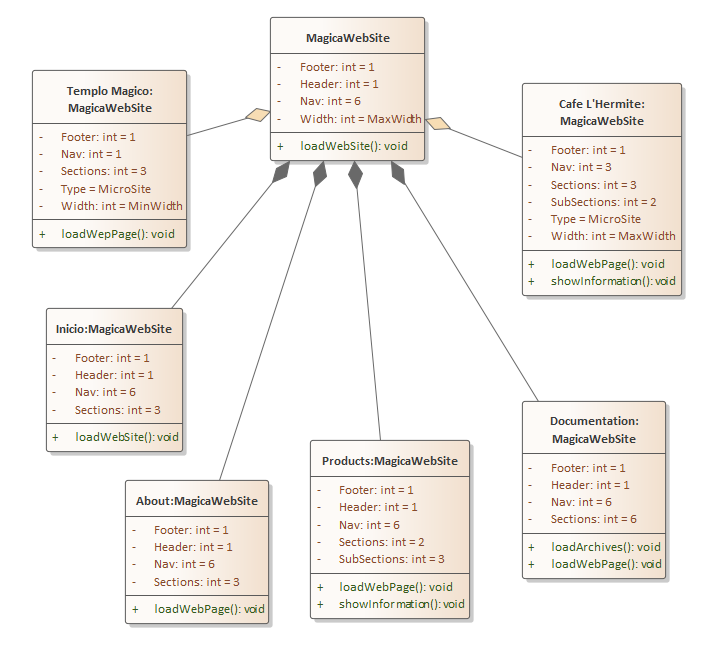 MagicaWebSite
- Footer: int = 1
- Header: int = 1
- Nav: int = 6
- Width: int = MaxWidth
+ loadWebSite(): void
Templo Magico:
MagicaWebSite
- Footer: int = 1
- Nav: int = 1
- Sections: int = 3
- Type = MicroSite
- Width: int = MinWidth
+ loadWepPage(): void
Cafe L'Hermite:
MagicaWebSite
- Footer: int = 1
- Nav: int = 3
- Sections: int = 3
- SubSections: int = 2
- Type = MicroSite
- Width: int = MaxWidth
+ loadWebPage(): void
+ showInformation(): void
Inicio:MagicaWebSite
- Footer: int = 1
- Header: int = 1
- Nav: int = 6
- Sections: int = 3
+ loadWebSite(): void
About:MagicaWebSite
- Footer: int = 1
- Header: int = 1
- Nav: int = 6
- Sections: int = 3
+ loadWebPage(): void
Products:MagicaWebSite
- Footer: int = 1
- Header: int = 1
- Nav: int = 6
- Sections: int = 2
- SubSections: int = 3
+ loadWebPage(): void
+ showInformation(): void
Documentation:
MagicaWebSite
- Footer: int = 1
- Header: int = 1
- Nav: int = 6
- Sections: int = 6
+ loadArchives(): void
+ loadWebPage(): void